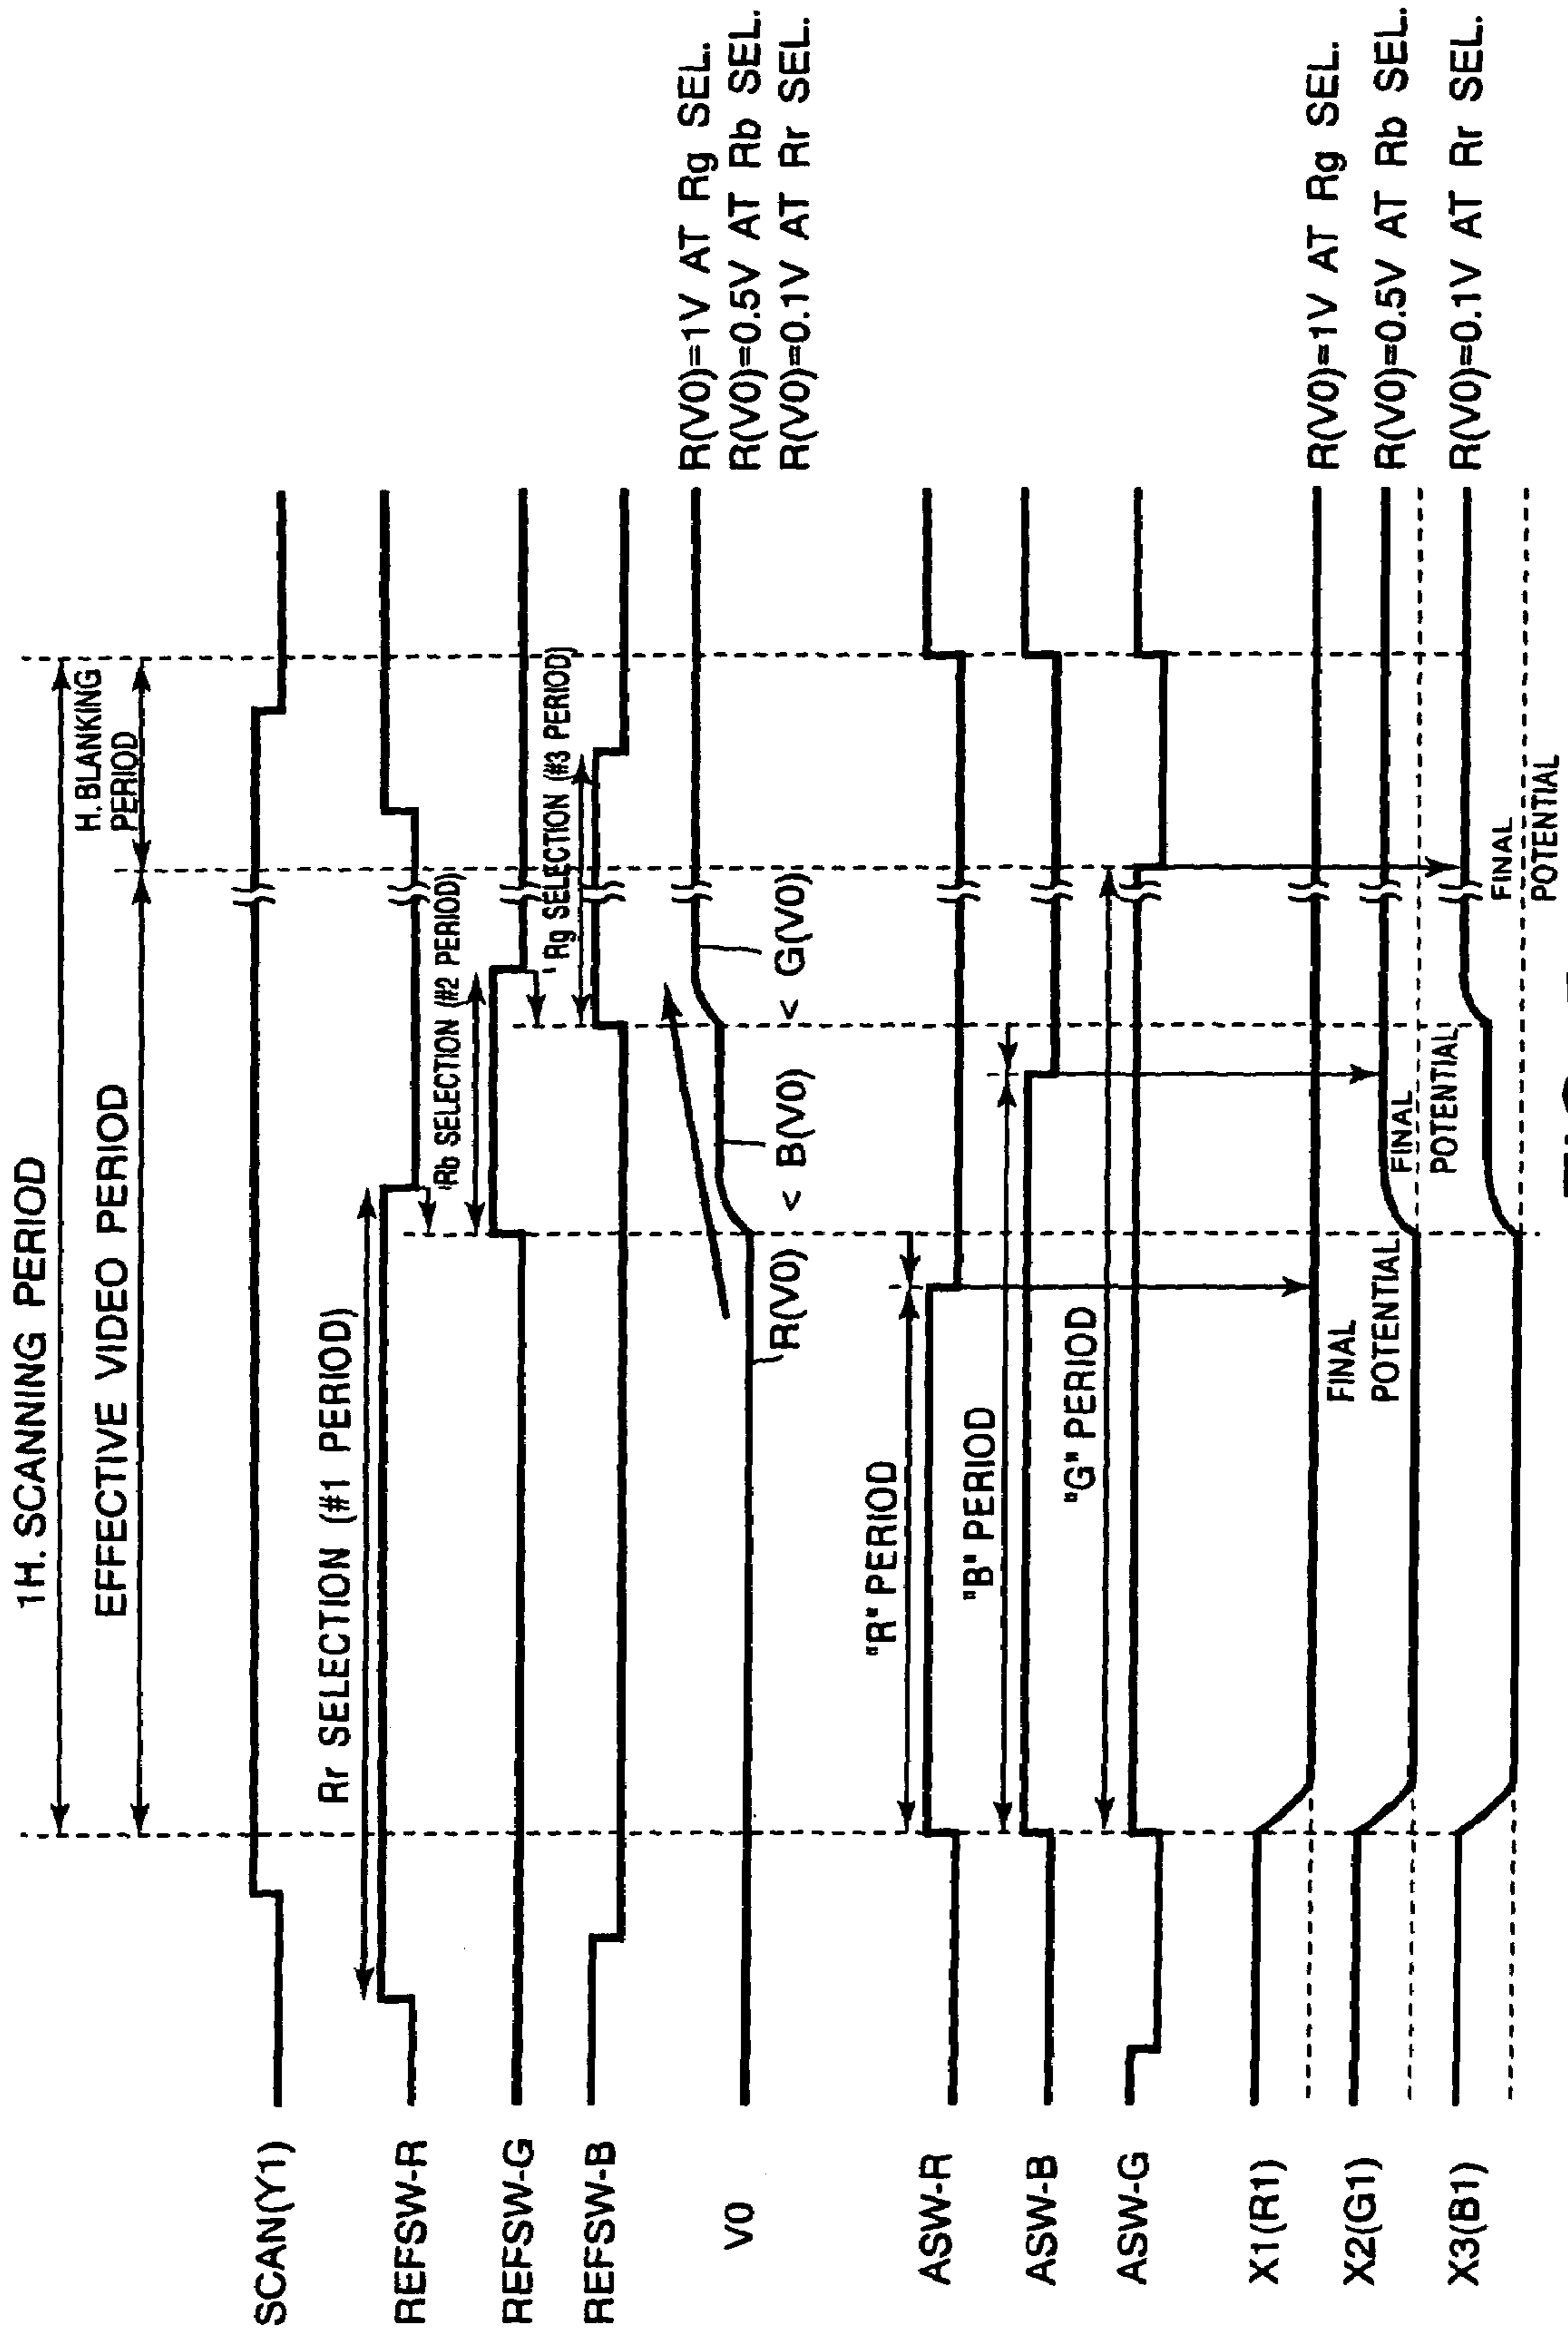 1H. SCANNING PERIOD
EFFECTIVE VIDEO PERIOD
H. BLANKING
PERIOD
SCAN(Y1)
Rr SELECTION (#1 PERIOD)
REFSW-R
Rb SELECTION (#2 PERIOD)
REFSW-G
Rg SELECTION (#3 PERIOD)
REFSW-B
V0
R(V0) < B(V0) < G(V0)
R(V0)=1V AT Rg SEL.
R(V0)=0.5V AT Rb SEL.
R(V0)=0.1V AT Rr SEL.
"R" PERIOD
ASW-R
"B" PERIOD
ASW-B
"G" PERIOD
ASW-G
X1(R1)
R(V0)=1V AT Rg SEL.
FINAL
POTENTIAL
X2(G1)
R(V0)=0.5V AT Rb SEL.
FINAL
POTENTIAL
X3(B1)
R(V0)=0.1V AT Rr SEL.
FINAL
POTENTIAL